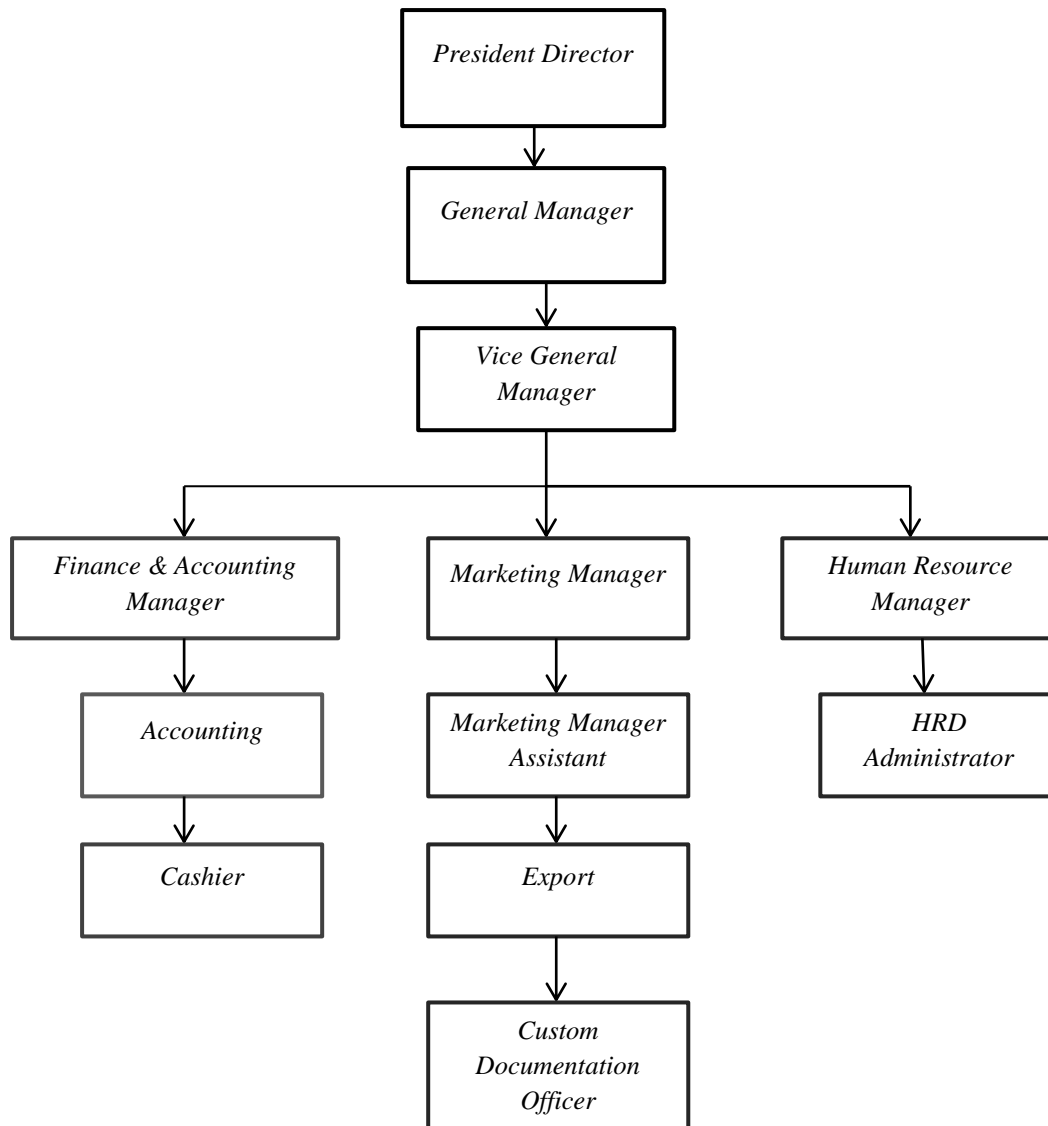 President Director
General Manager
Vice General
Manager
Finance & Accounting
Manager
Marketing Manager
Human Resource
Manager
Accounting
Marketing Manager
Assistant
HRD
Administrator
Cashier
Export
Custom
Documentation
Officer